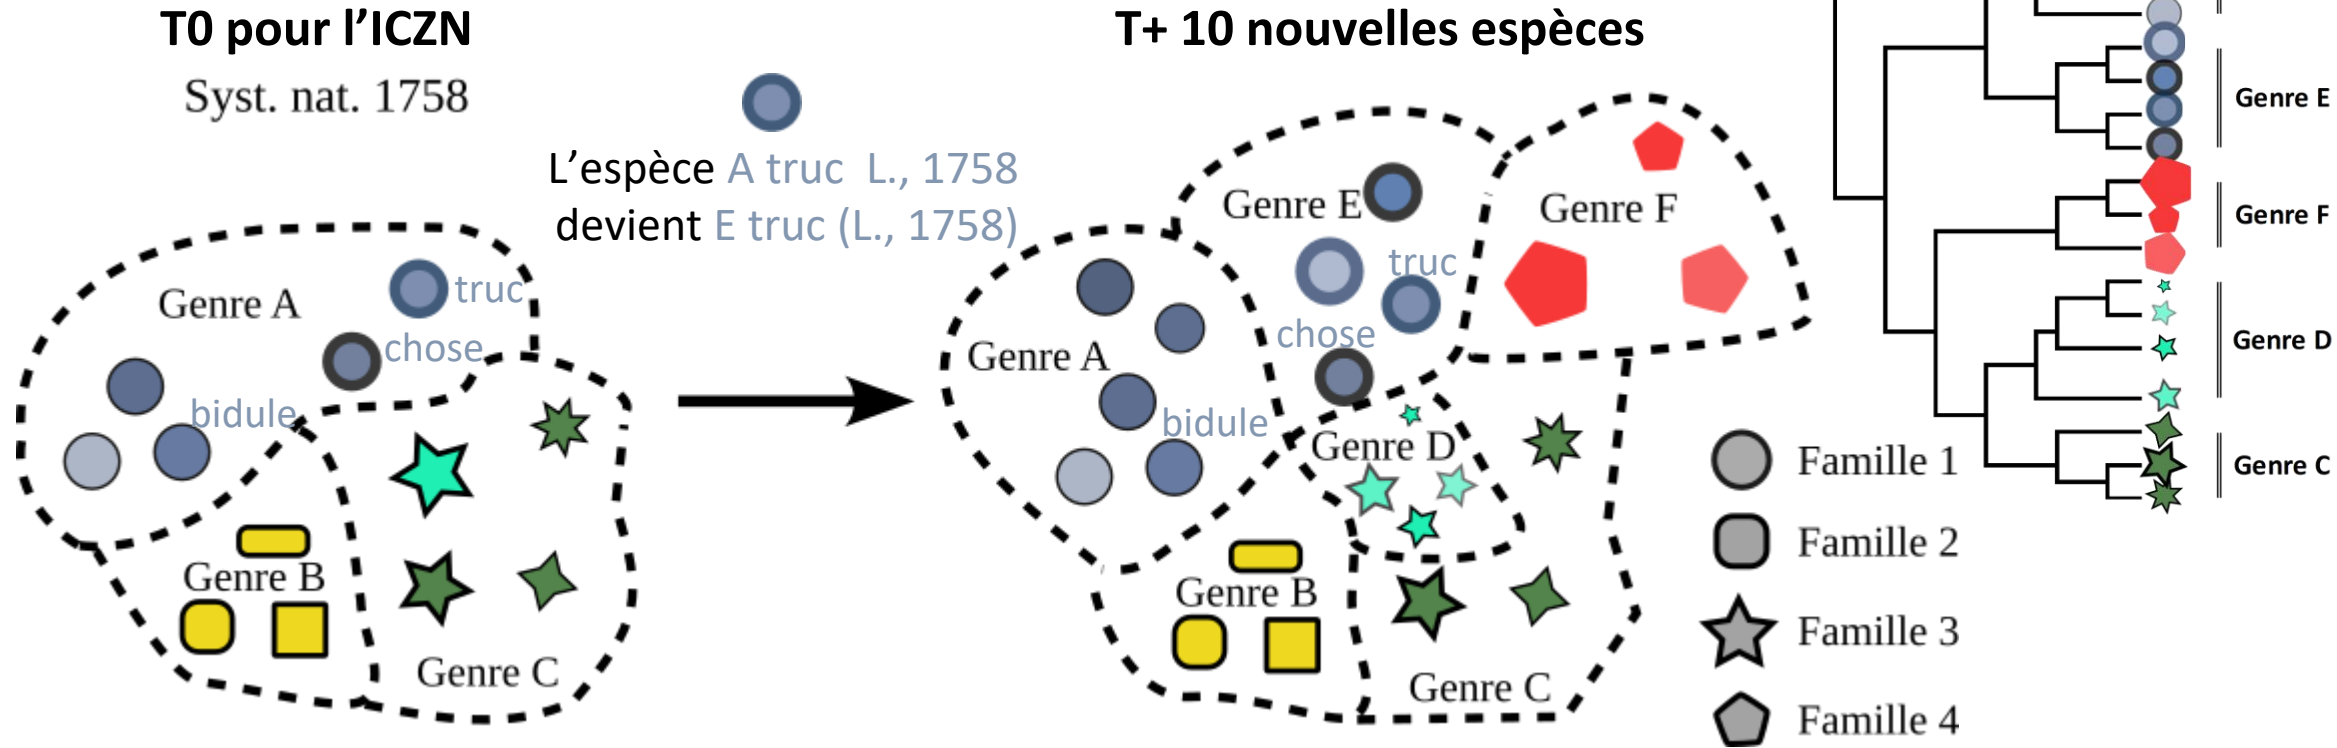 T0 pour l’ICZN
Syst. nat. 1758
L’espèce A truc L., 1758
devient E truc (L., 1758)
Genre A
truc
chose
bidule
Genre B
Genre C
T+ 10 nouvelles espèces
Genre E
Genre F
truc
chose
Genre A
bidule
Genre D
Genre B
Genre C
Famille 1
Famille 2
Famille 3
Famille 4
Genre E
Genre F
Genre D
Genre C